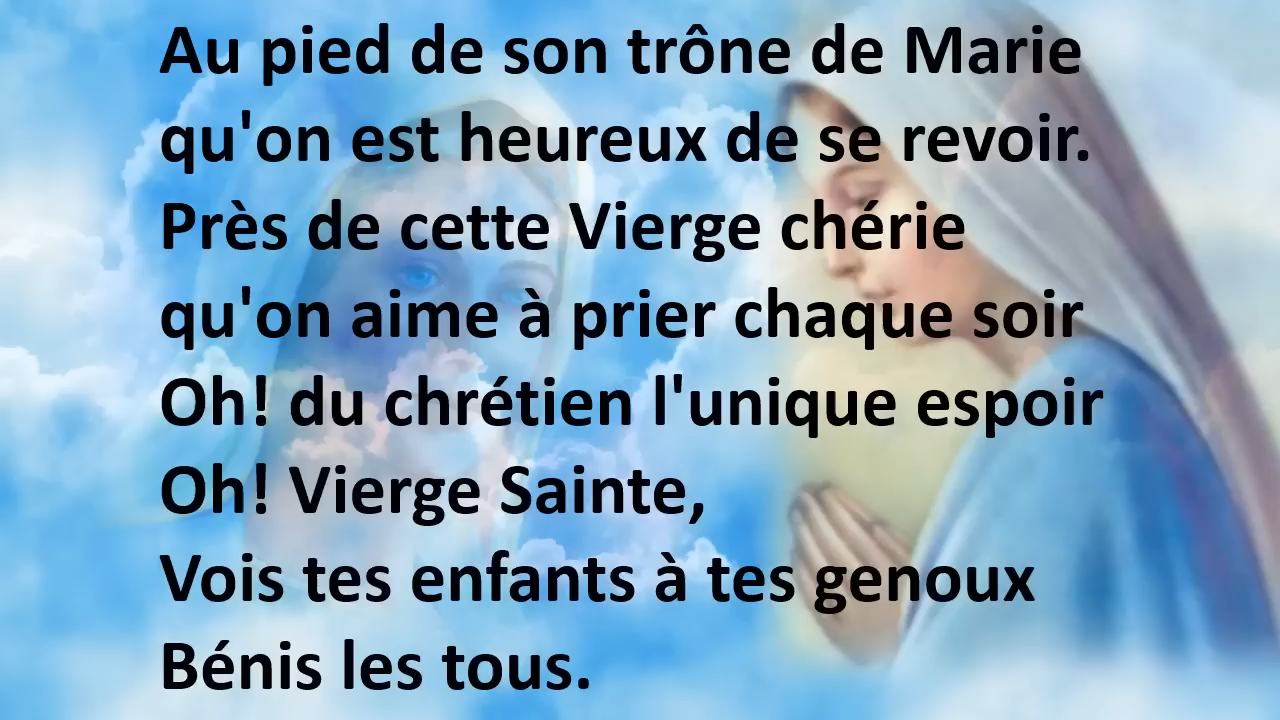 Au pied de son trône de Marie
qu'on est heureux de se revoir.
Près de cette Vierge chérie
qu'on aime à prier chaque soir
Oh! du chrétien l'unique espoir
Oh! Vierge Sainte,
Vois tes enfants à tes genoux
Bénis les tous.